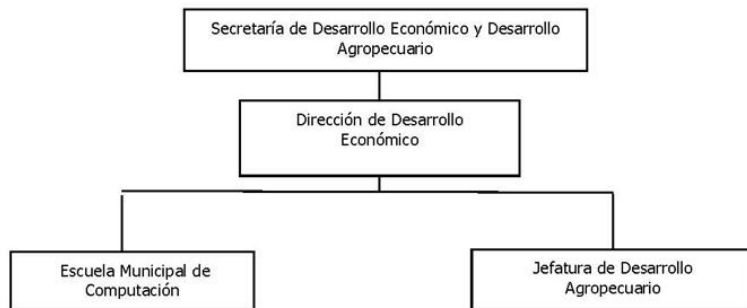 Secretaría de Desarrollo Económico y Desarrollo
Agropecuario
Dirección de Desarrollo
Económico
Escuela Municipal de
Computación
Jefatura de Desarrollo
Agropecuario